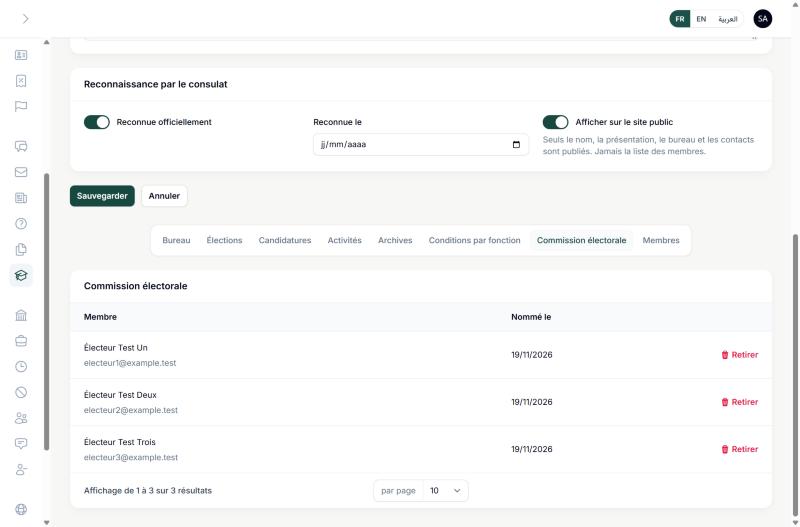 FR EN العربية SA
Reconnaissance par le consulat
Reconnue officiellement
Reconnue le
jj/mm/aaaa
Afficher sur le site public
Seuls le nom, la présentation, le bureau et les contacts
sont publiés. Jamais la liste des membres.
Sauvegarder Annuler
Bureau Élections Candidatures Activités Archives Conditions par fonction Commission électorale Membres
Commission électorale
Membre Nommé le
Électeur Test Un
electeur1@example.test
19/11/2026 Retirer
Électeur Test Deux
electeur2@example.test
19/11/2026 Retirer
Électeur Test Trois
electeur3@example.test
19/11/2026 Retirer
Affichage de 1 à 3 sur 3 résultats par page 10